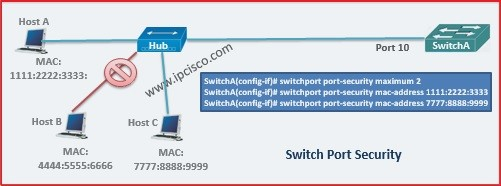 Host A
MAC:
1111:2222:3333:
Hub
Port 10
SwitchA
www.ipcisco.com
SwitchA(config-if)# switchport port-security maximum 2
SwitchA(config-if)# switchport port-security mac-address 1111:2222:3333
SwitchA(config-if)# switchport port-security mac-address 7777:8888:9999
Host B
MAC:
4444:5555:6666
Host C
MAC:
7777:8888:9999
Switch Port Security